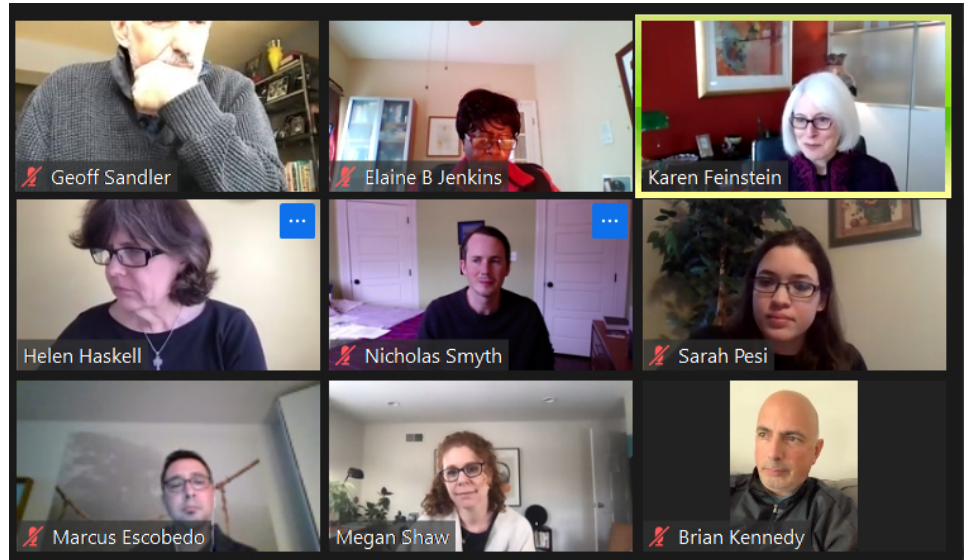 Geoff Sandler
Elaine B Jenkins
Karen Feinstein
Helen Haskell
Nicholas Smyth
Sarah Pesi
Marcus Escobedo
Megan Shaw
Brian Kennedy